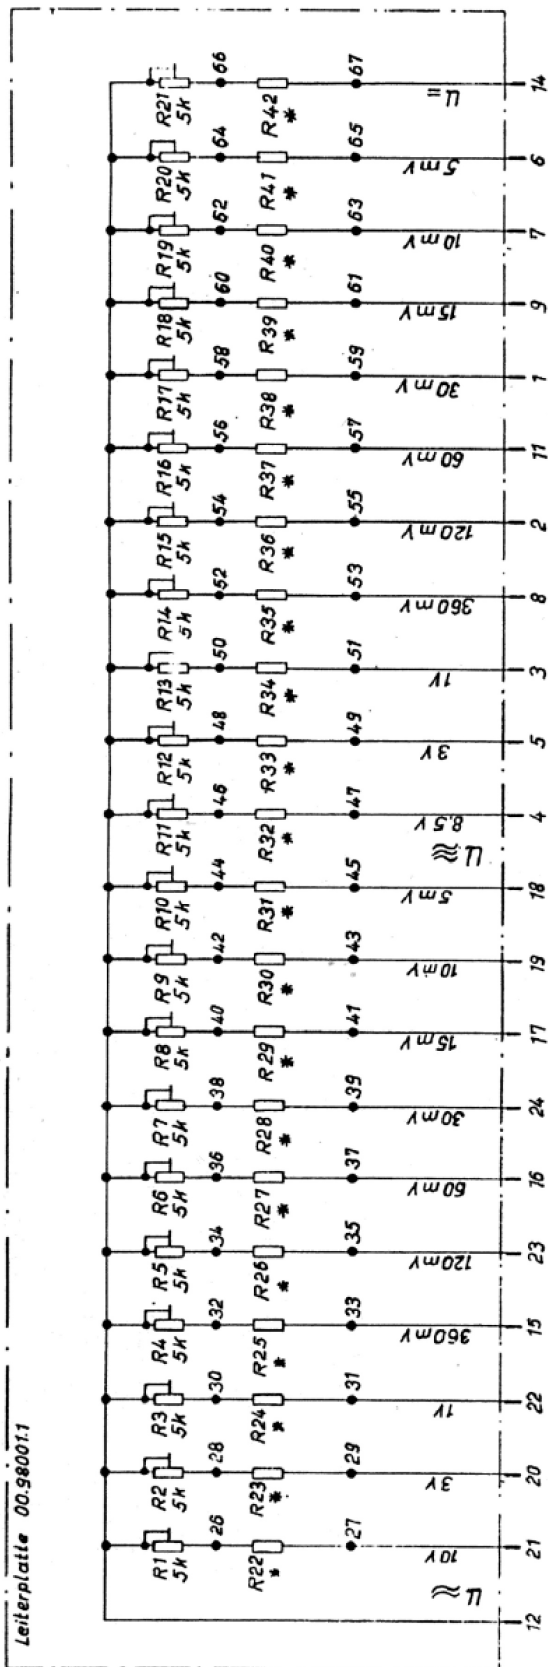 Leiterplatte 00.98001.1
R1 R2 R3 R4 R5 R6 R7 R8 R9 R10 R11 R12 R13 R14 R15 R16 R17 R18 R19 R20 R21
5k 5k 5k 5k 5k 5k 5k 5k 5k 5k 5k 5k 5k 5k 5k 5k 5k 5k 5k 5k 5k
26 28 30 32 34 36 38 40 42 44 46 48 50 52 54 56 58 60 62 64 66
R22 R23 R24 R25 R26 R27 R28 R29 R30 R31 R32 R33 R34 R35 R36 R37 R38 R39 R40 R41 R42
* * * * * * * * * * * * * * * * * * * * *
27 29 31 33 35 37 39 41 43 45 47 49 51 53 55 57 59 61 63 65 67
U≈ 10V 3V 1V 360mV 120mV 60mV 30mV 15mV 10mV 5mV U≋ 8.5V 3V 1V 360mV 120mV 60mV 30mV 15mV 10mV 5mV U=
12 21 20 22 15 23 16 24 17 19 18 4 5 3 8 2 11 1 9 7 6 14